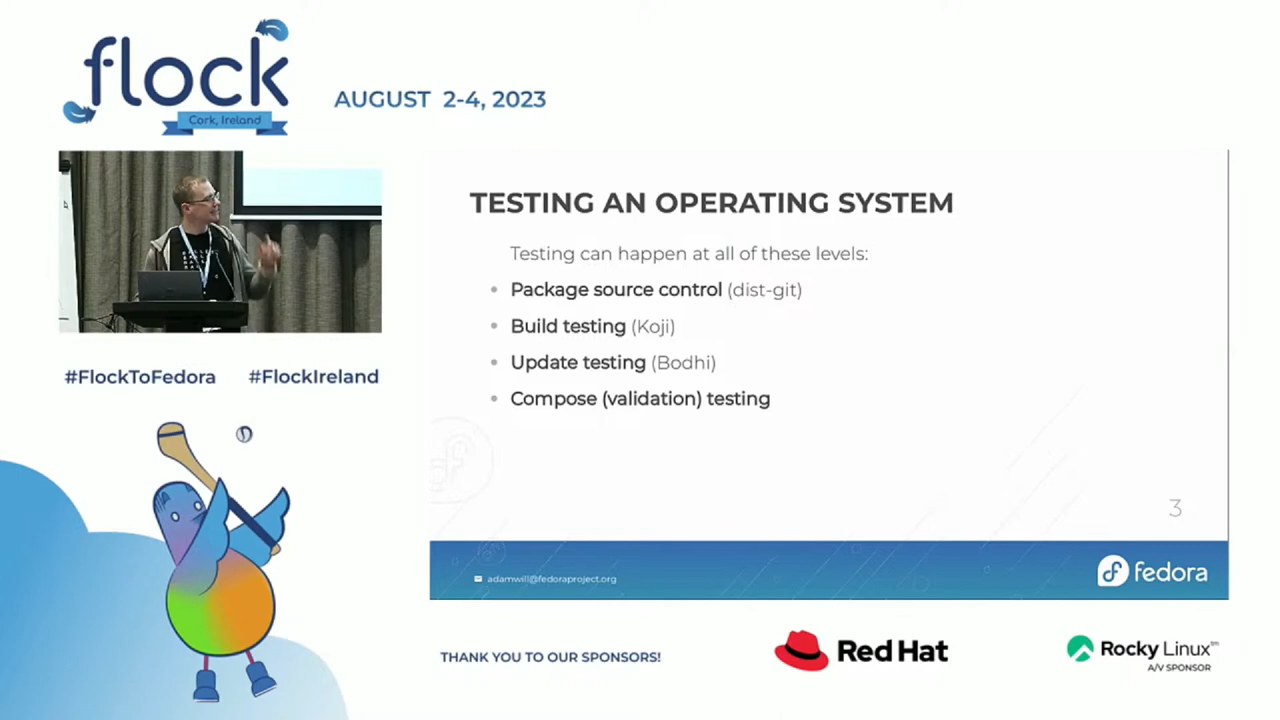 flock
Cork, Ireland
AUGUST 2-4, 2023
#FlockToFedora #FlockIreland
TESTING AN OPERATING SYSTEM
Testing can happen at all of these levels:
• Package source control (dist-git)
• Build testing (Koji)
• Update testing (Bodhi)
• Compose (validation) testing
3
adamwill@fedoraproject.org
fedora
THANK YOU TO OUR SPONSORS!
Red Hat
Rocky Linux™
A/V SPONSOR